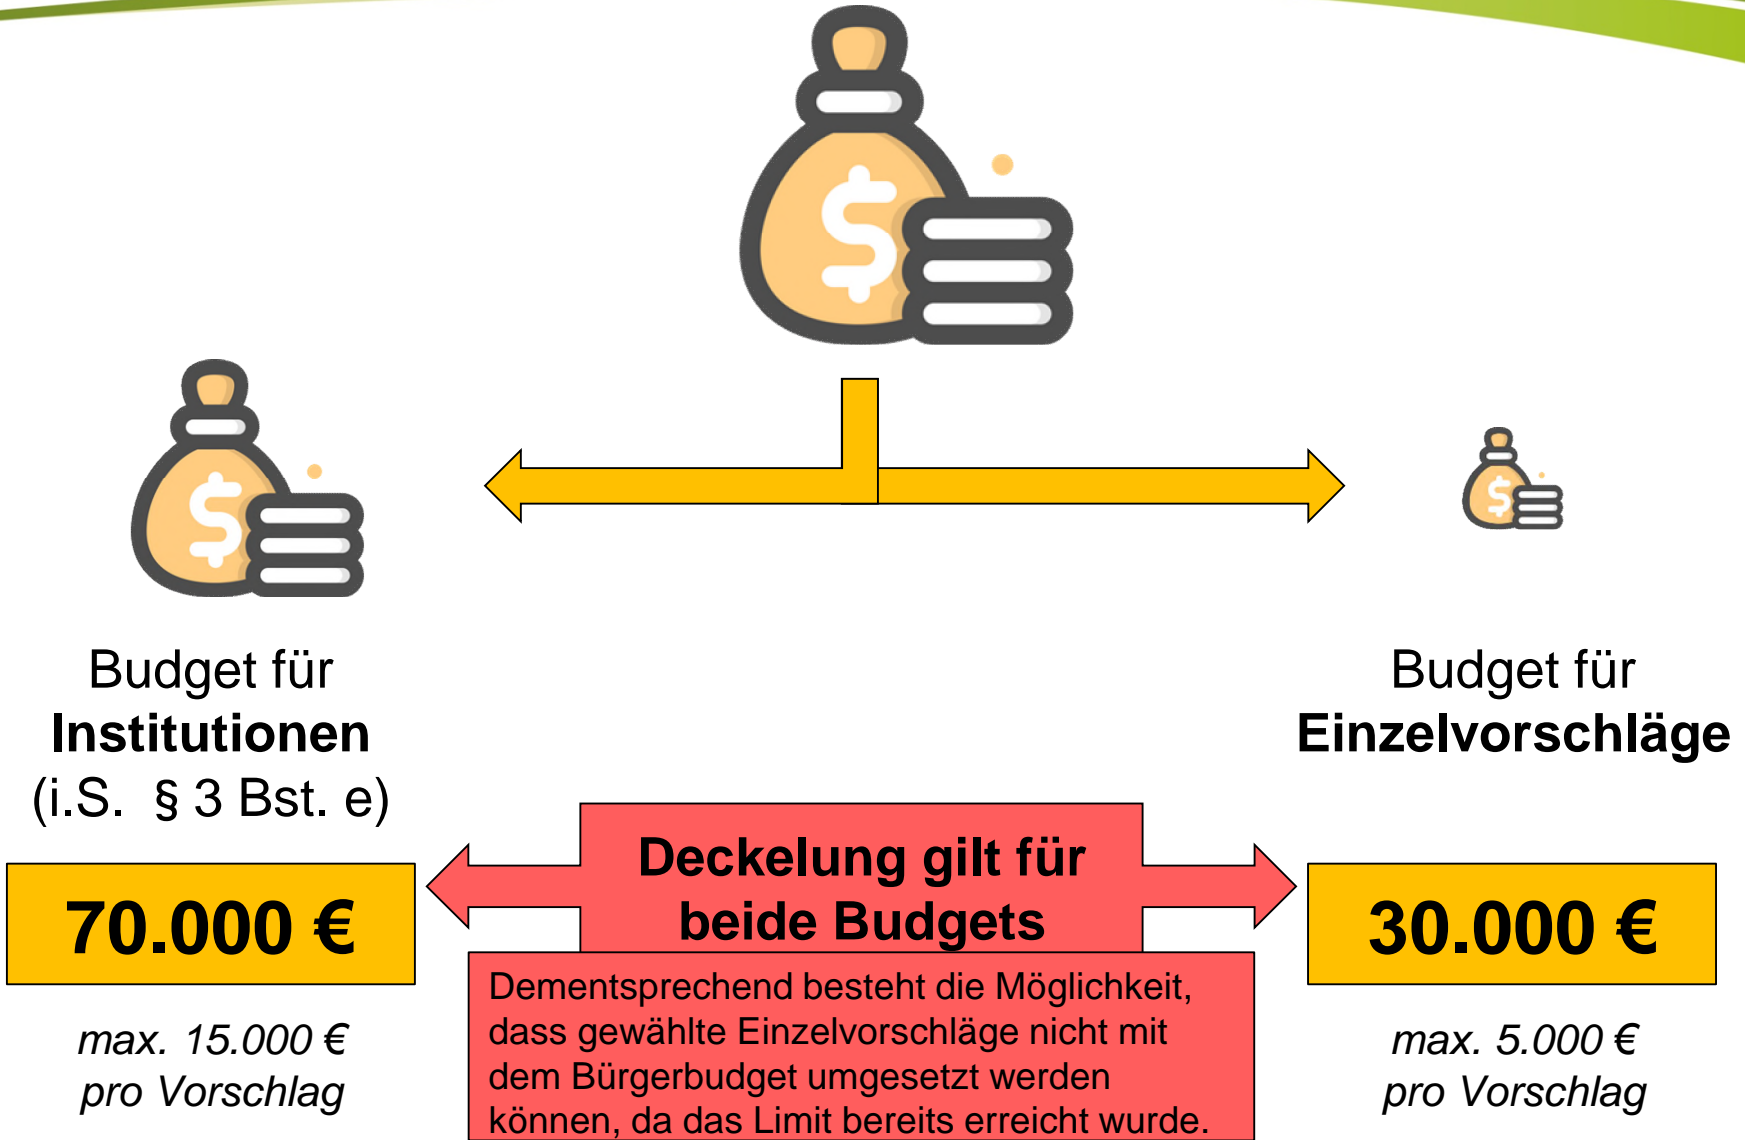 $
$
$
Budget für
Institutionen
(i.S. § 3 Bst. e)
70.000 €
max. 15.000 €
pro Vorschlag
Deckelung gilt für
beide Budgets
Dementsprechend besteht die Möglichkeit,
dass gewählte Einzelvorschläge nicht mit
dem Bürgerbudget umgesetzt werden
können, da das Limit bereits erreicht wurde.
Budget für
Einzelvorschläge
30.000 €
max. 5.000 €
pro Vorschlag